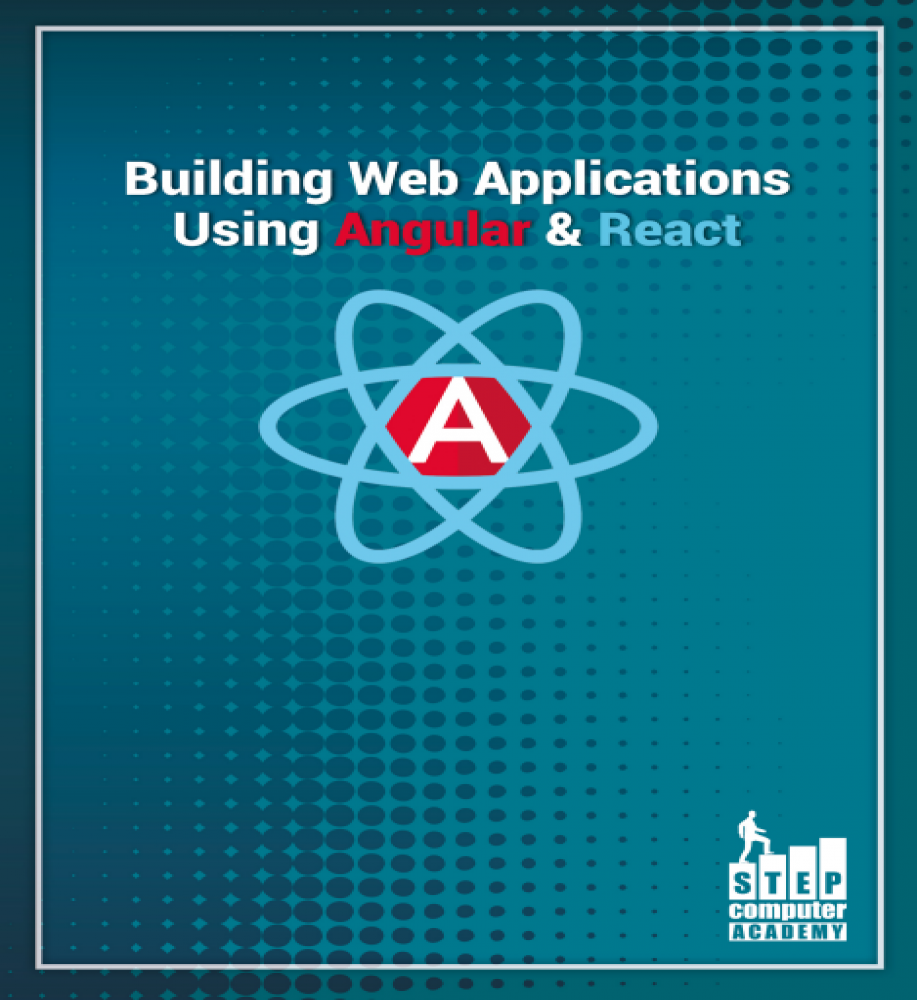 Building Web Applications
Using Angular & React
A
STEP
computer
ACADEMY